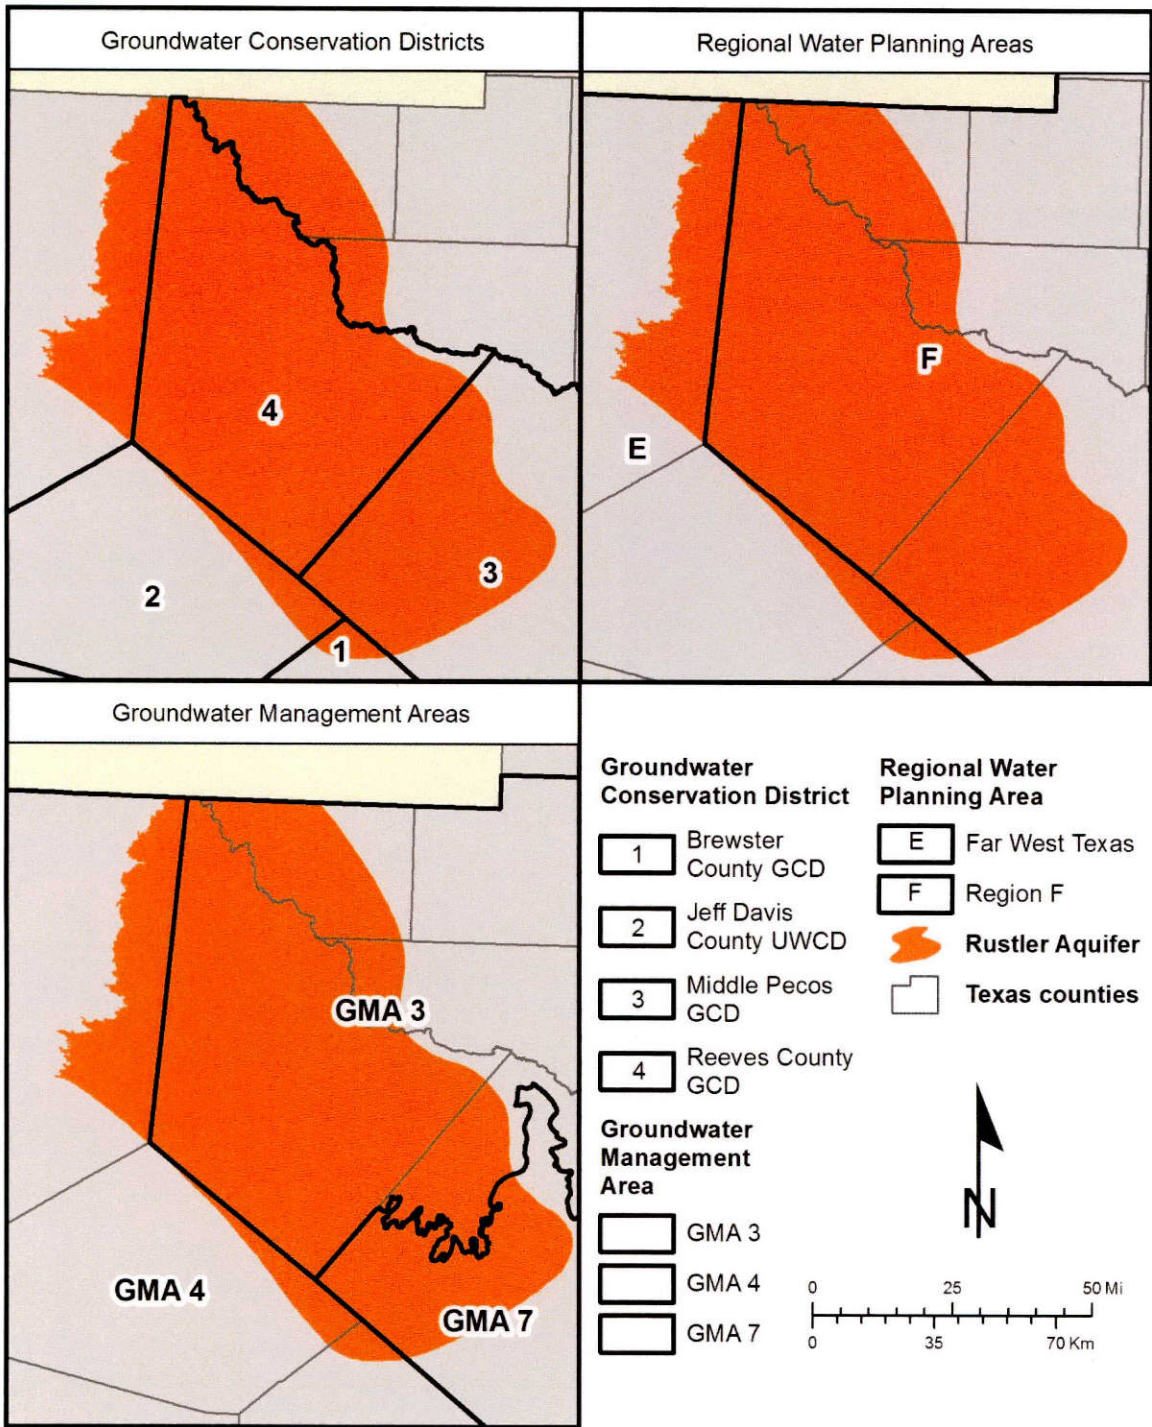 Groundwater Conservation Districts
4
3
2
1
Regional Water Planning Areas
F
E
Groundwater Management Areas
GMA 3
GMA 4
GMA 7
Groundwater
Conservation District
1
Brewster
County GCD
2
Jeff Davis
County UWCD
3
Middle Pecos
GCD
4
Reeves County
GCD
Groundwater
Management
Area
GMA 3
GMA 4
GMA 7
Regional Water
Planning Area
E Far West Texas
F Region F
Rustler Aquifer
Texas counties
N
0 25 50 Mi
0 35 70 Km